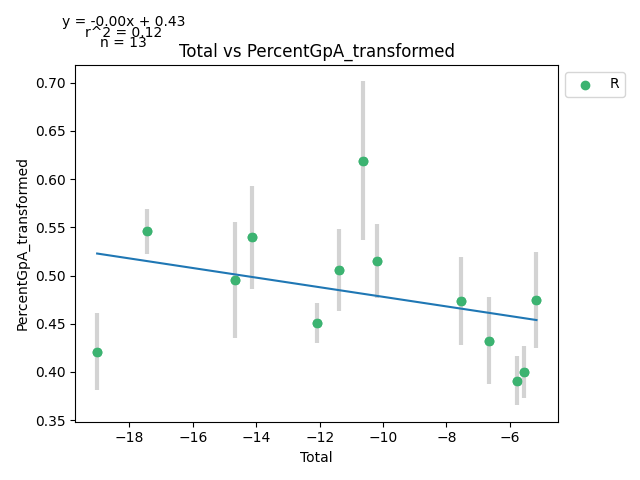 y = -0.00x + 0.43
r^2 = 0.12
n = 13
Total vs PercentGpA_transformed
R
PercentGpA_transformed
0.70
0.65
0.60
0.55
0.50
0.45
0.40
0.35
−18
−16
−14
−12
−10
−8
−6
Total